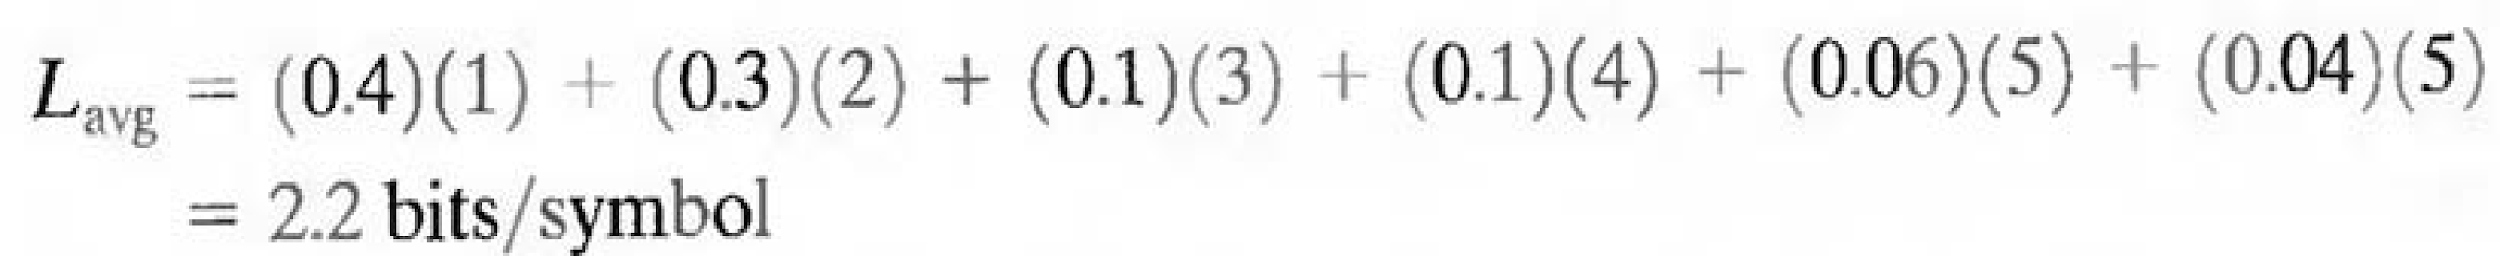 L_avg = (0.4)(1) + (0.3)(2) + (0.1)(3) + (0.1)(4) + (0.06)(5) + (0.04)(5)
= 2.2 bits/symbol